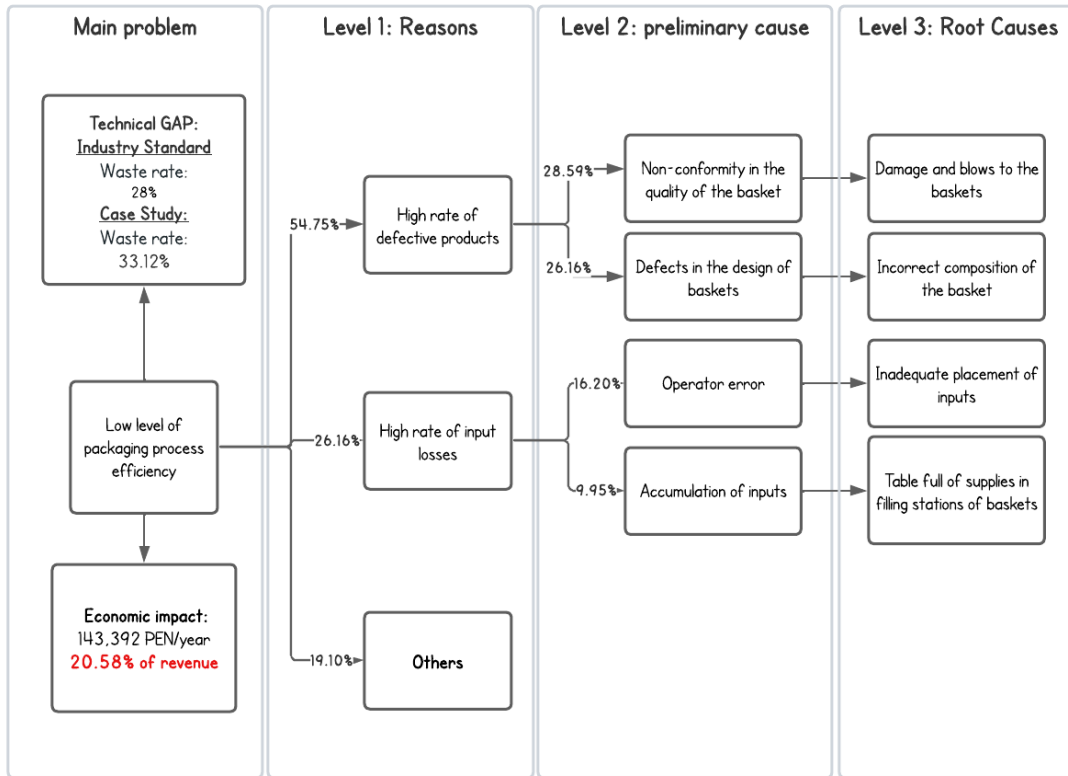 Main problem
Level 1: Reasons
Level 2: preliminary cause
Level 3: Root Causes
Technical GAP:
Industry Standard
Waste rate:
28%
Case Study:
Waste rate:
33.12%
Low level of
packaging process
efficiency
Economic impact:
143,392 PEN/year
20.58% of revenue
54.75%
High rate of
defective products
26.16%
High rate of input
losses
19.10%
Others
28.59%
Non-conformity in the
quality of the basket
26.16%
Defects in the design of
baskets
16.20%
Operator error
9.95%
Accumulation of inputs
Damage and blows to the
baskets
Incorrect composition of
the basket
Inadequate placement of
inputs
Table full of supplies in
filling stations of baskets